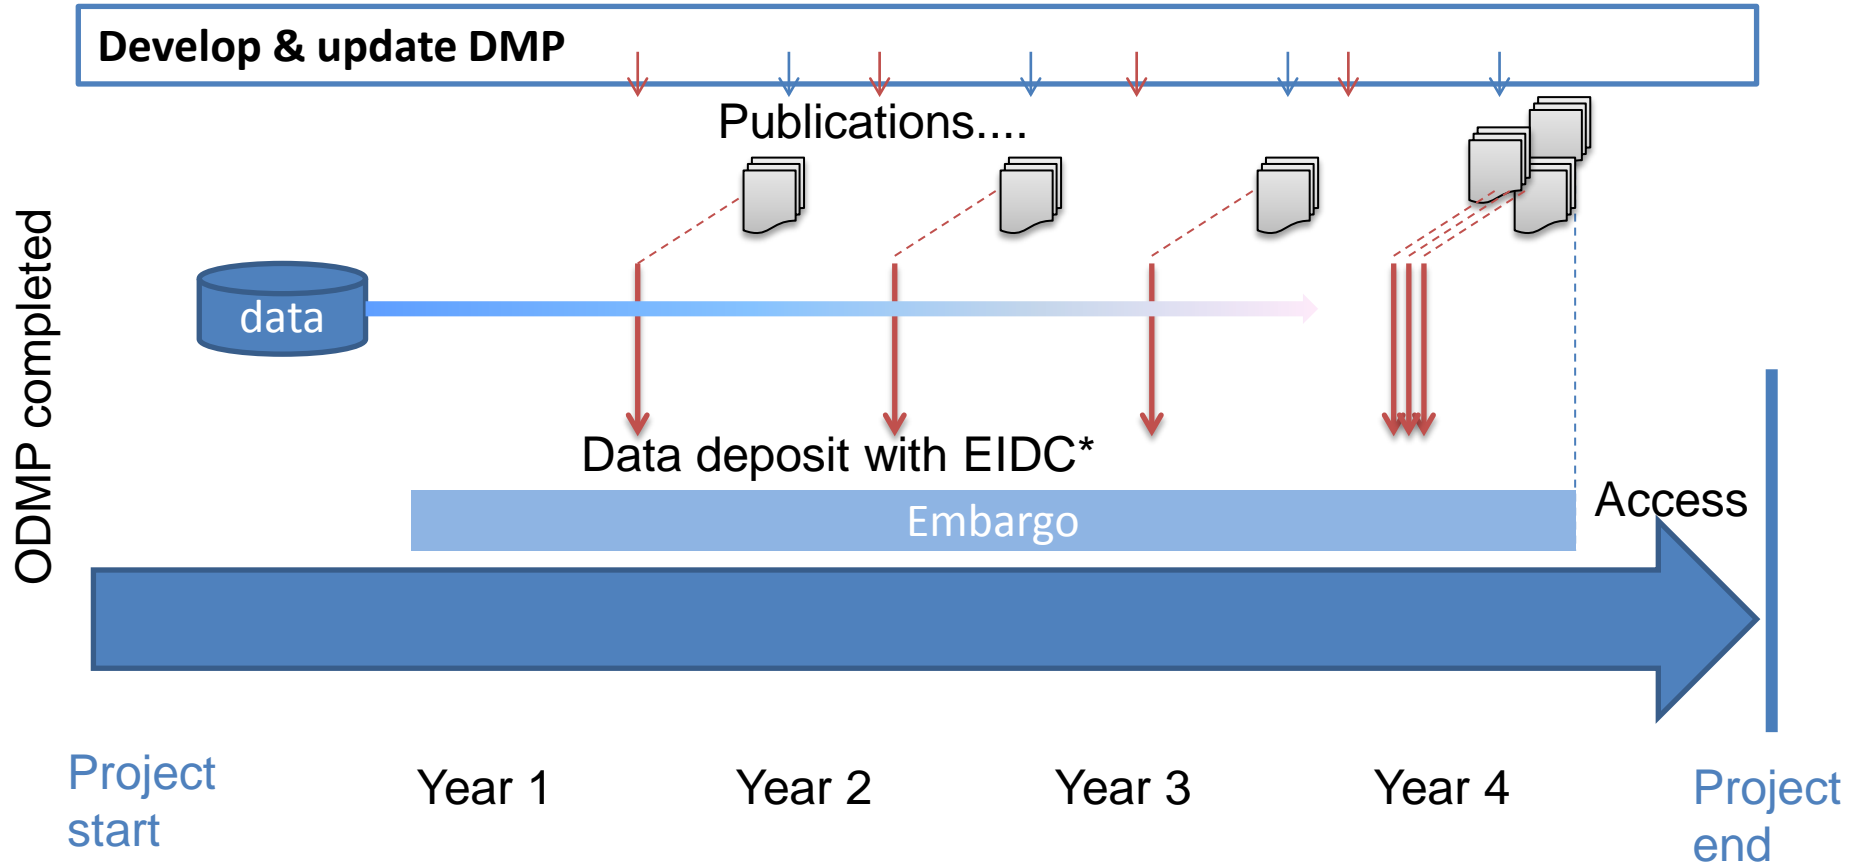 Develop & update DMP
Publications....
ODMP completed
data
Data deposit with EIDC*
Access
Embargo
Project
start
Year 1
Year 2
Year 3
Year 4
Project
end